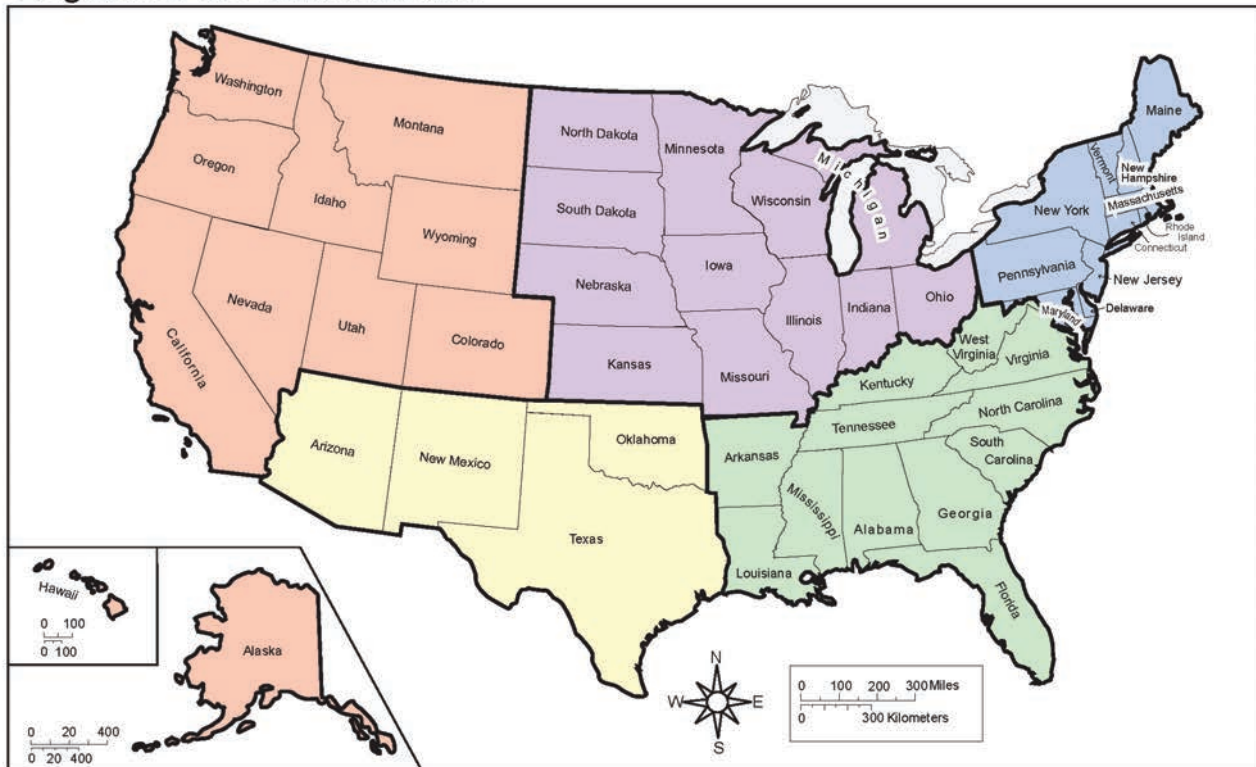 Washington
Montana
North Dakota
Minnesota
Oregon
Idaho
Wyoming
South Dakota
Wisconsin
Michigan
Maine
Vermont
New
Hampshire
Massachusetts
New York
Rhode
Island
Connecticut
Nevada
Utah
Colorado
California
Nebraska
Iowa
Illinois
Indiana
Ohio
Pennsylvania
New Jersey
Delaware
Maryland
Kansas
Missouri
West
Virginia
Virginia
Kentucky
North Carolina
Tennessee
South
Carolina
Arizona
New Mexico
Oklahoma
Arkansas
Mississippi
Alabama
Georgia
Texas
Louisiana
Florida
Hawaii
0 100
0 100
Alaska
0 200 400
0 20 400
N
W E
S
0 100 200 300 Miles
0 300 Kilometers